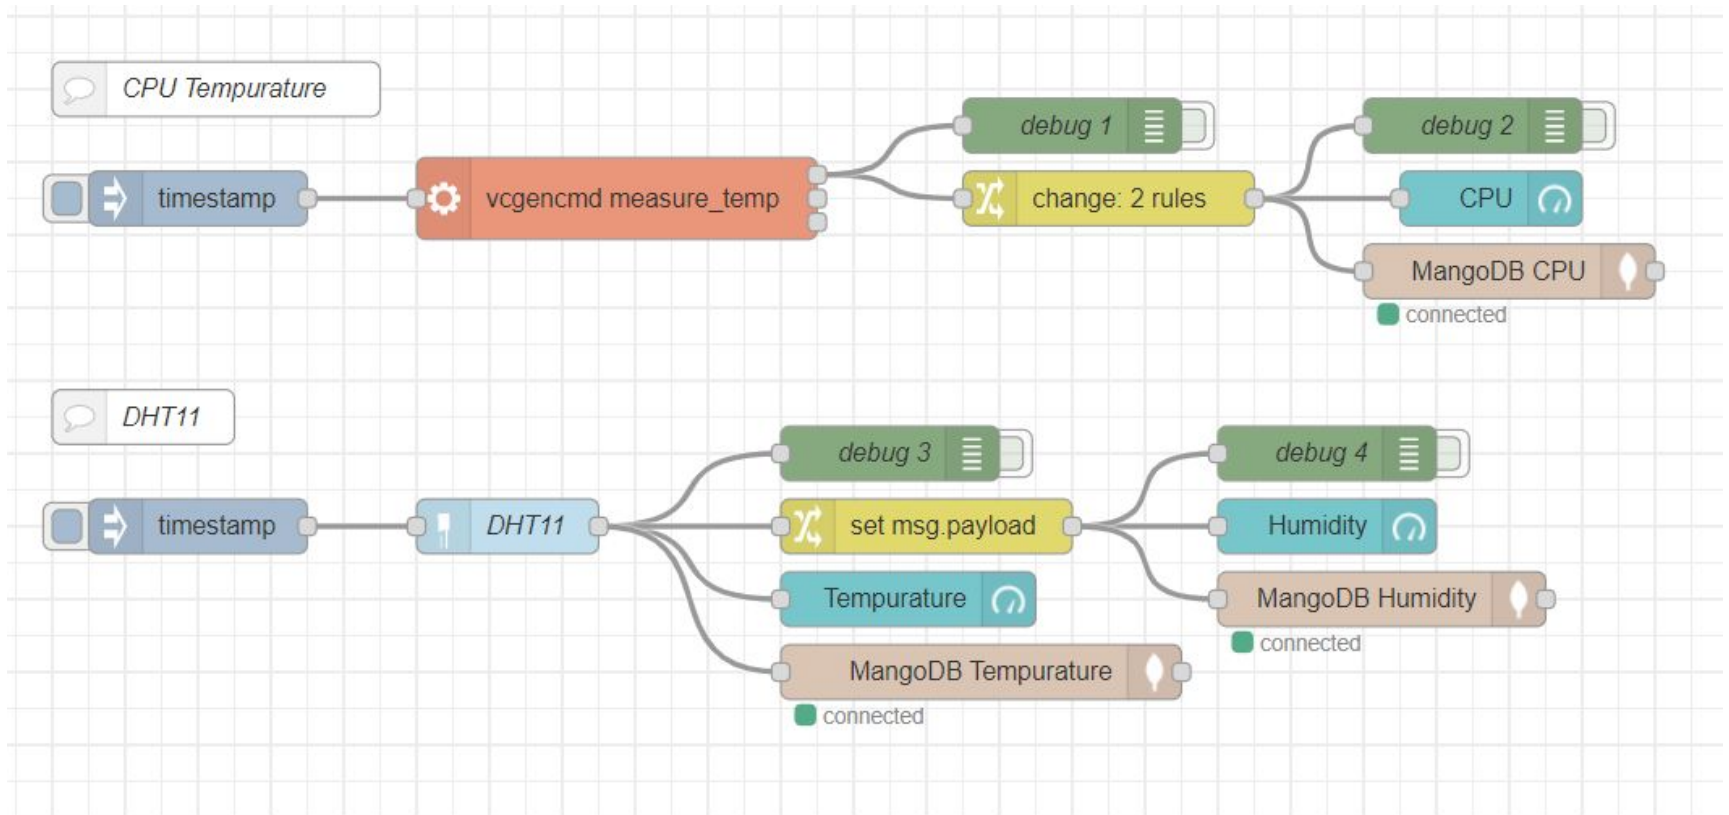 CPU Tempurature
debug 1
debug 2
timestamp
vcgencmd measure_temp
change: 2 rules
CPU
MangoDB CPU
connected
DHT11
debug 3
debug 4
timestamp
DHT11
set msg.payload
Humidity
Tempurature
MangoDB Humidity
connected
MangoDB Tempurature
connected